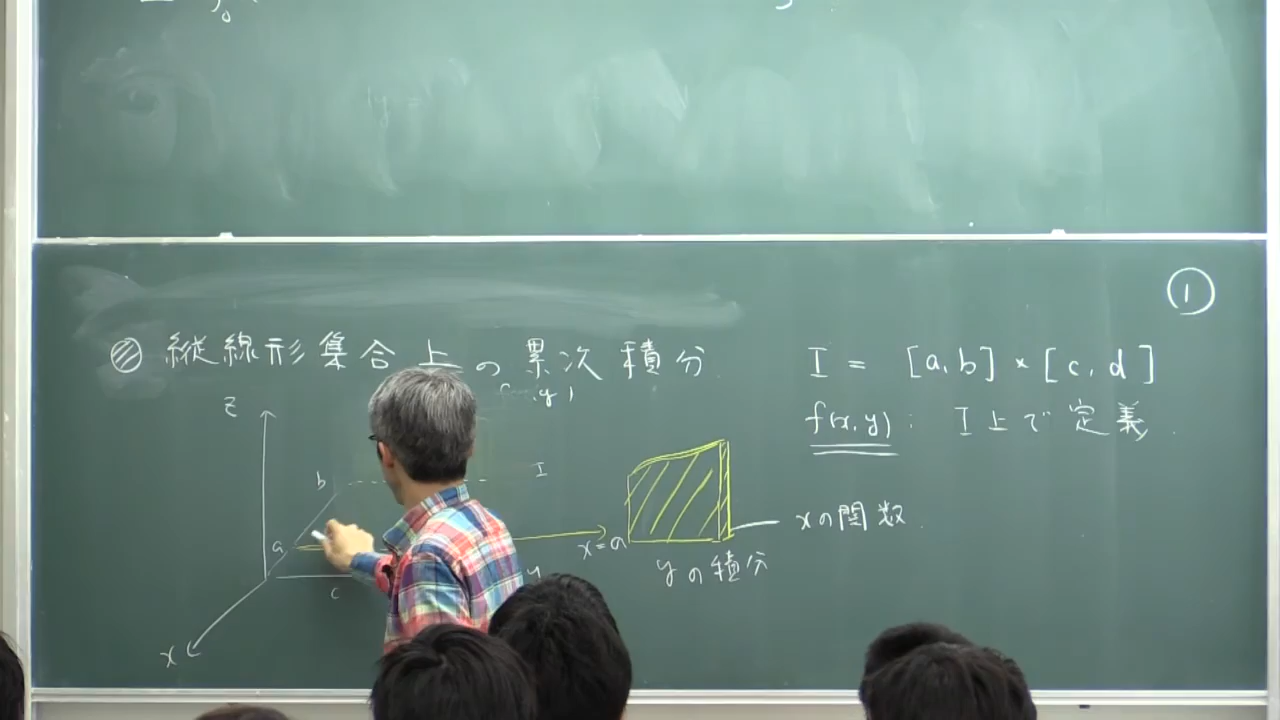 ①
縦線形集合上の累次積分
I = [a, b] × [c, d]
f(x, y) : I上で定義
z
b
I
a
x=a
xの関数
yの積分
c
y
x